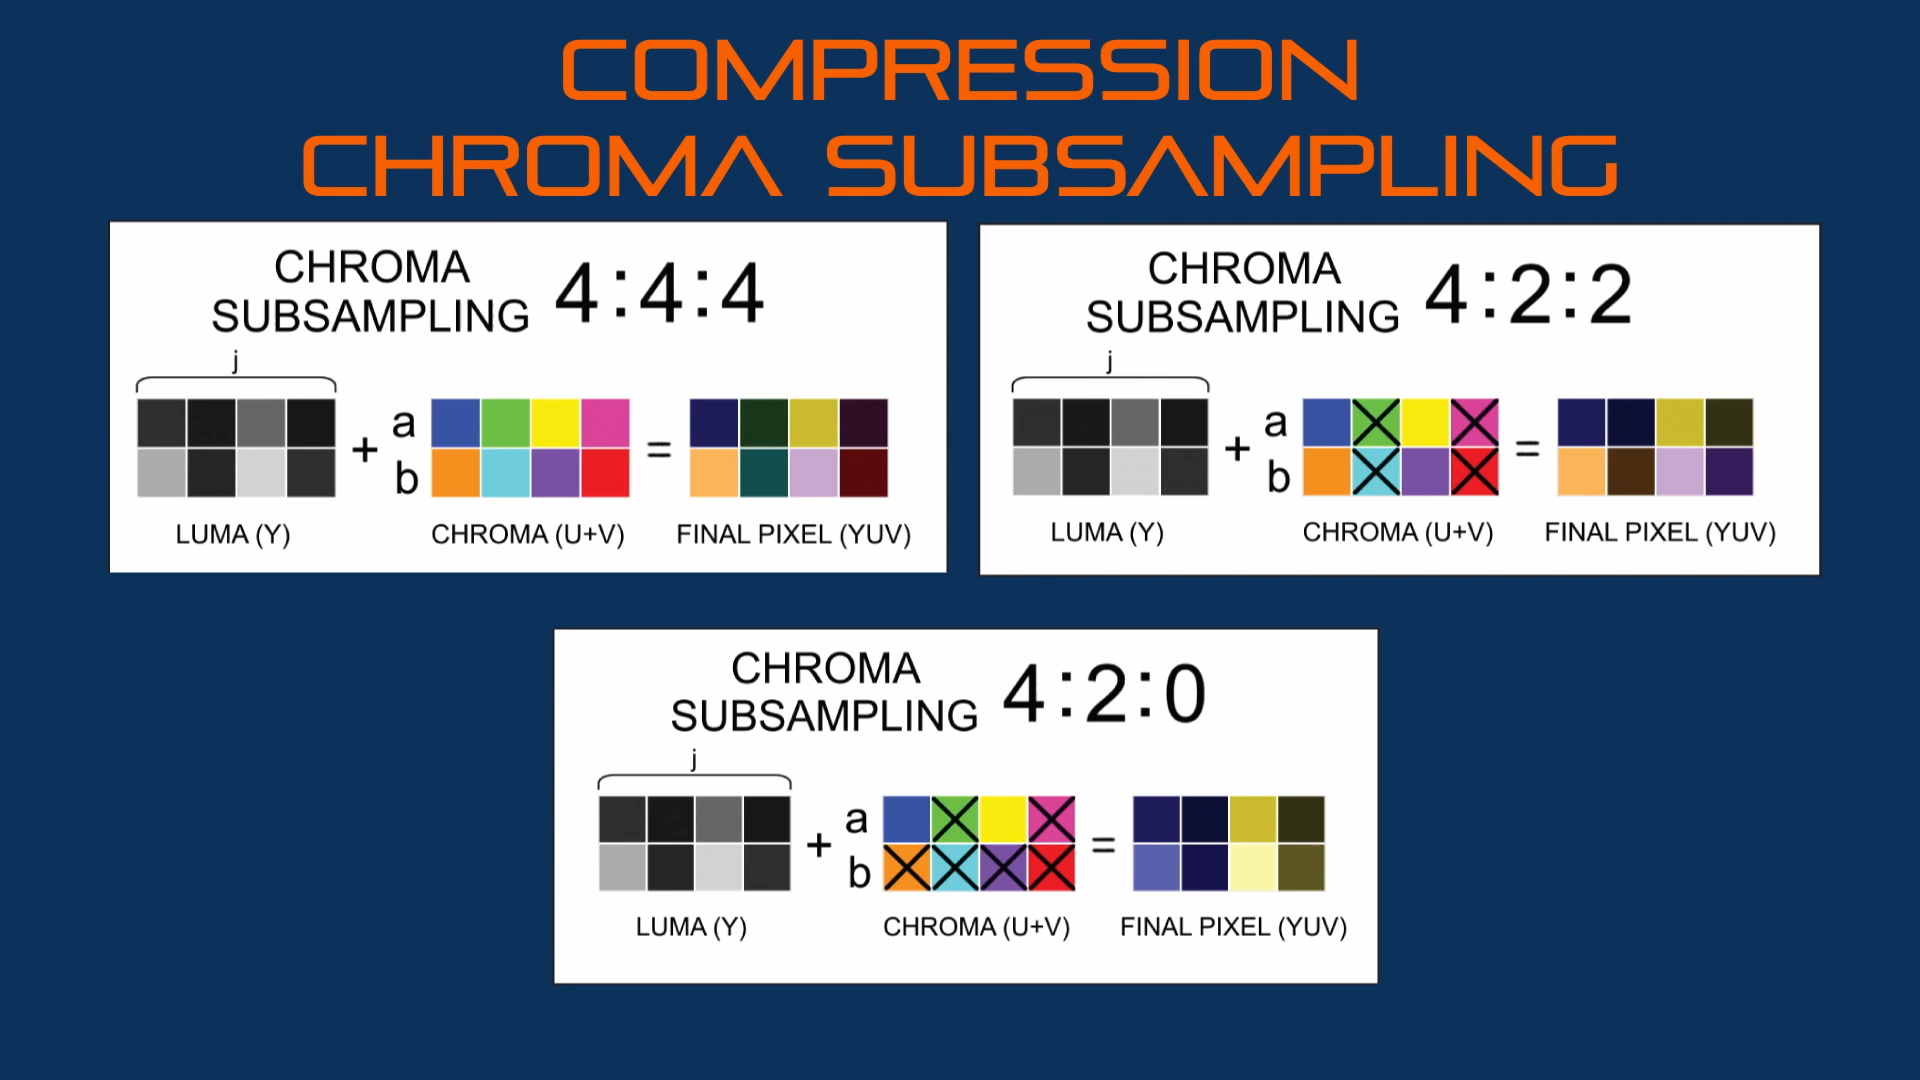 COMPRESSION
CHROMA SUBSAMPLING
CHROMA
SUBSAMPLING 4:4:4
j
+ a =
b
LUMA (Y) CHROMA (U+V) FINAL PIXEL (YUV)
CHROMA
SUBSAMPLING 4:2:2
j
+ a =
b
LUMA (Y) CHROMA (U+V) FINAL PIXEL (YUV)
CHROMA
SUBSAMPLING 4:2:0
j
+ a =
b
LUMA (Y) CHROMA (U+V) FINAL PIXEL (YUV)